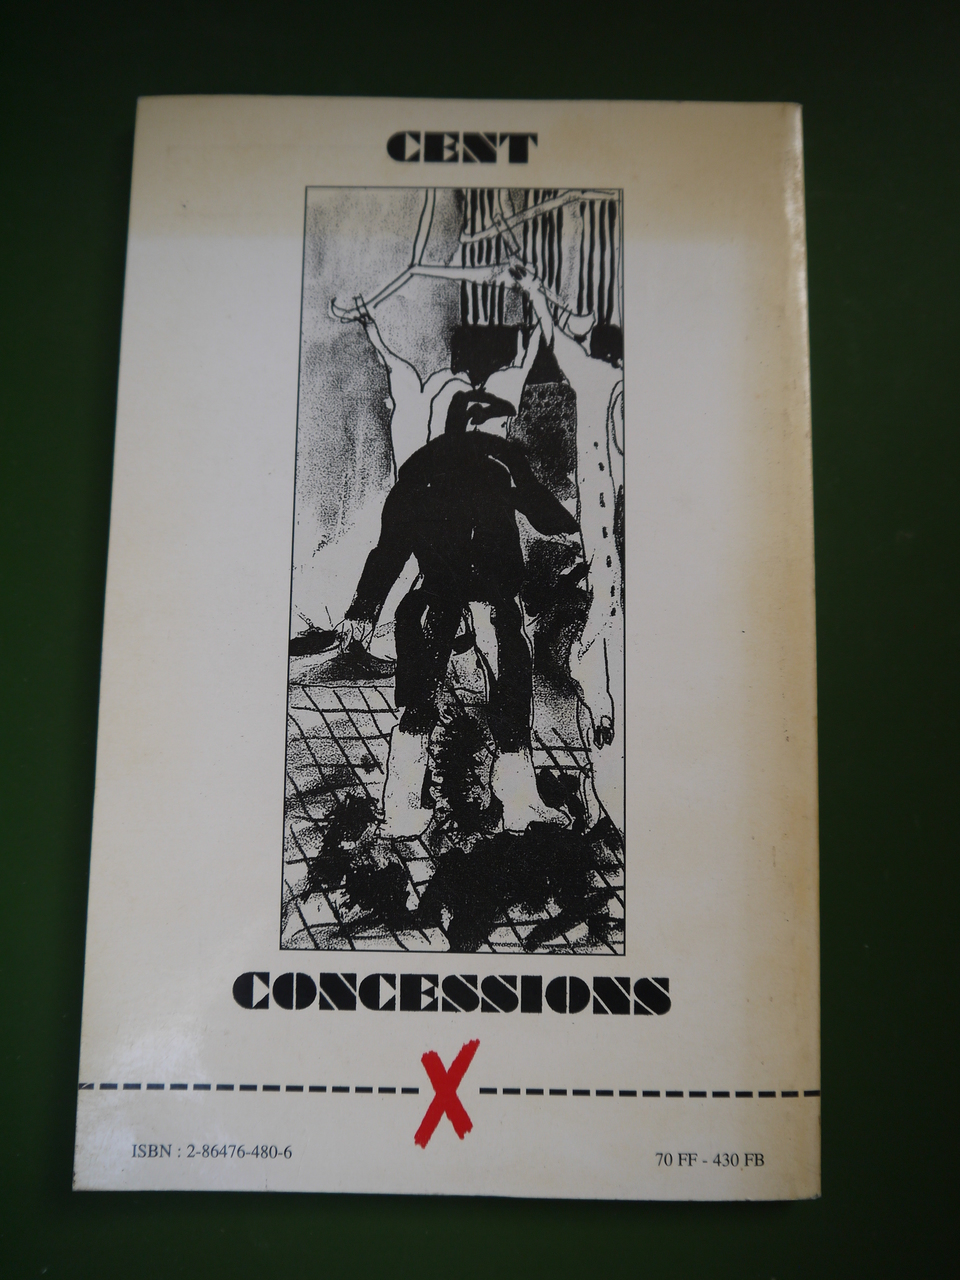 CENT
CONCESSIONS
X
ISBN : 2-86476-480-6
70 FF - 430 FB